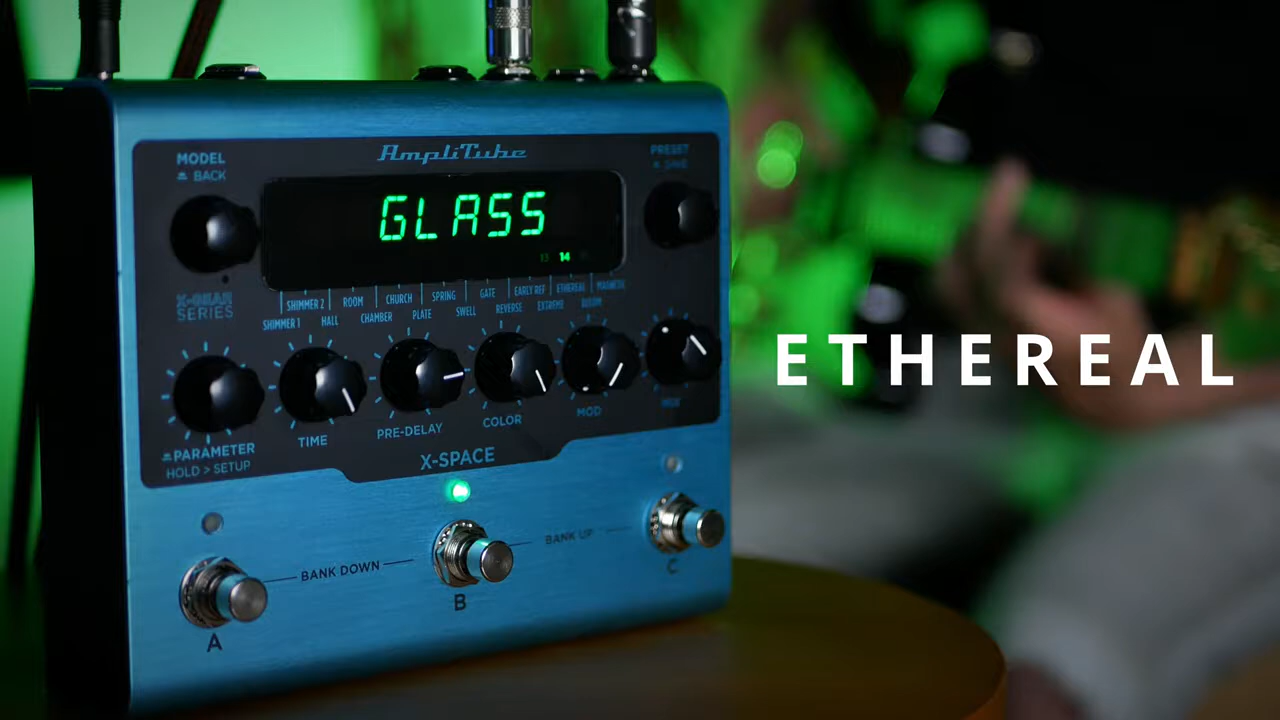 AmpliTube
MODEL
BACK
PRESET
SAVE
GLASS
13 14
X-GEAR
SERIES
SHIMMER 2 ROOM CHURCH SPRING GATE EARLY REF ETHEREAL MAGNETIC
SHIMMER 1 HALL CHAMBER PLATE SWELL REVERSE EXTREME BLOOM
ETHEREAL
PARAMETER
HOLD > SETUP
TIME
PRE-DELAY
COLOR
MOD
MIX
X-SPACE
BANK DOWN
BANK UP
A
B
C